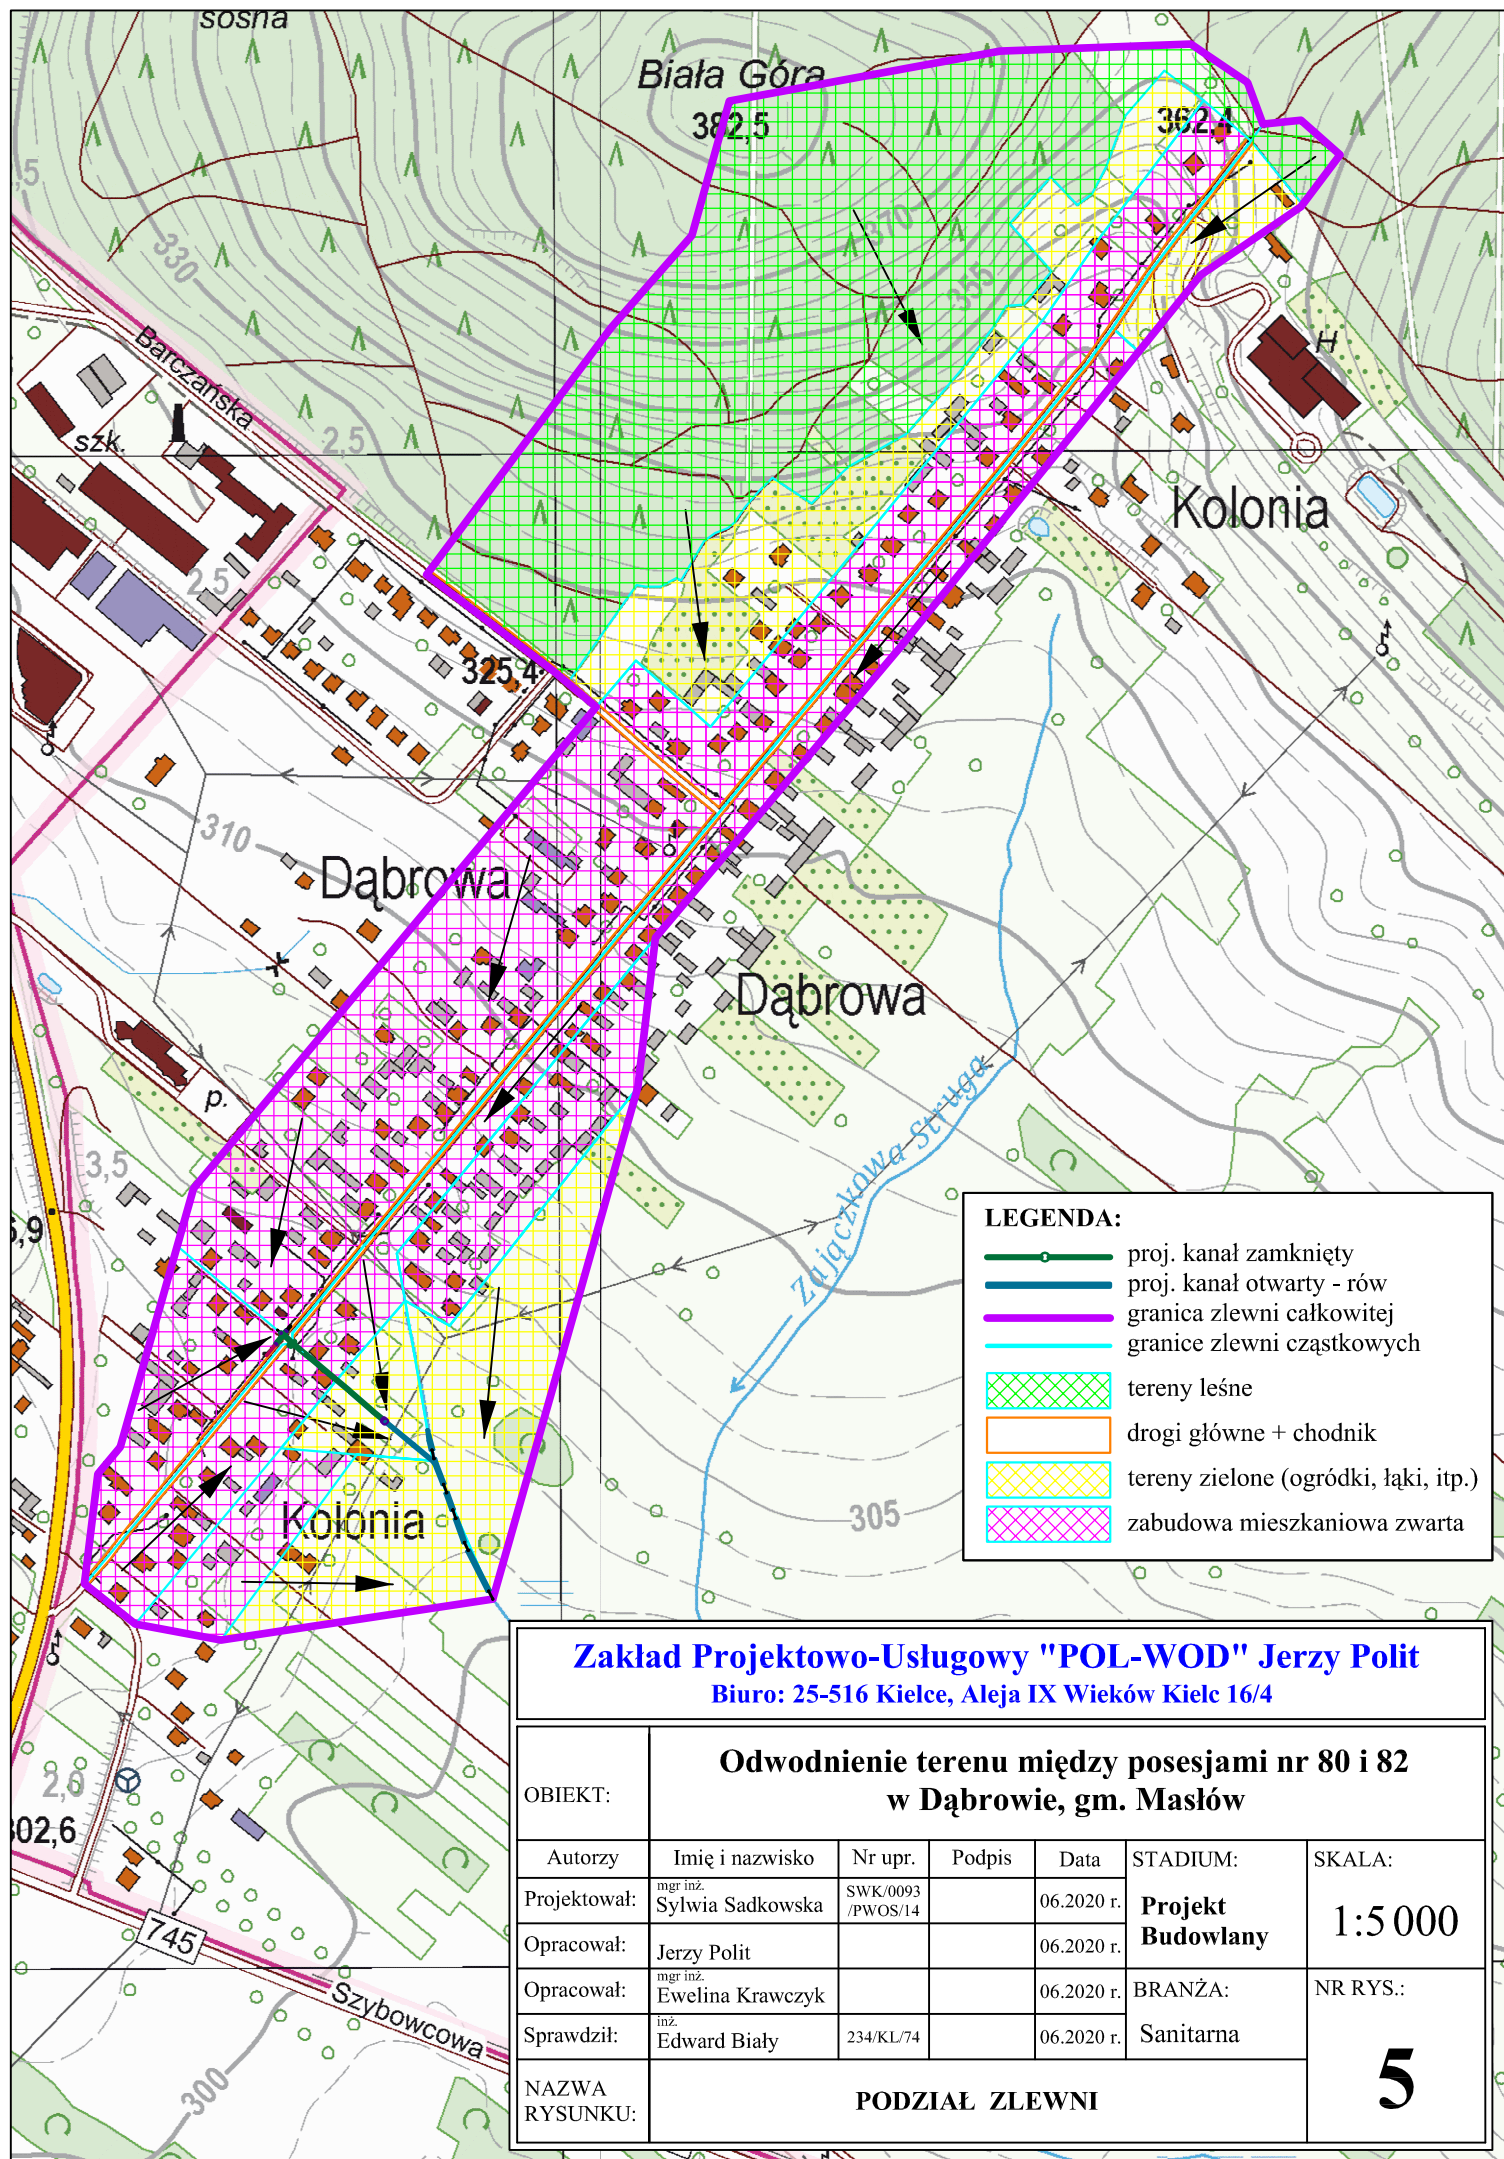 sosna
Biała Góra
382,5
362,4
,5
330
370
355
Barczańska
szk.
2,5
H
Kolonia
2,5
325,4
310
Dąbrowa
Dąbrowa
p.
3,5
Zajączkowa Struga
5,9
LEGENDA:
proj. kanał zamknięty
proj. kanał otwarty - rów
granica zlewni całkowitej
granice zlewni cząstkowych
tereny leśne
drogi główne + chodnik
tereny zielone (ogródki, łąki, itp.)
zabudowa mieszkaniowa zwarta
Kolonia
305
2,0
302,6
745
Szybowcowa
300
Zakład Projektowo-Usługowy "POL-WOD" Jerzy Polit
Biuro: 25-516 Kielce, Aleja IX Wieków Kielc 16/4
OBIEKT:
Odwodnienie terenu między posesjami nr 80 i 82
w Dąbrowie, gm. Masłów
Autorzy Imię i nazwisko Nr upr. Podpis Data STADIUM: SKALA:
Projektował: mgr inż. Sylwia Sadkowska SWK/0093 /PWOS/14 06.2020 r.
Projekt Budowlany
1:5 000
Opracował: Jerzy Polit 06.2020 r.
Opracował: mgr inż. Ewelina Krawczyk 06.2020 r. BRANŻA: NR RYS.:
Sprawdził: inż. Edward Biały 234/KL/74 06.2020 r. Sanitarna
5
NAZWA
RYSUNKU:
PODZIAŁ ZLEWNI